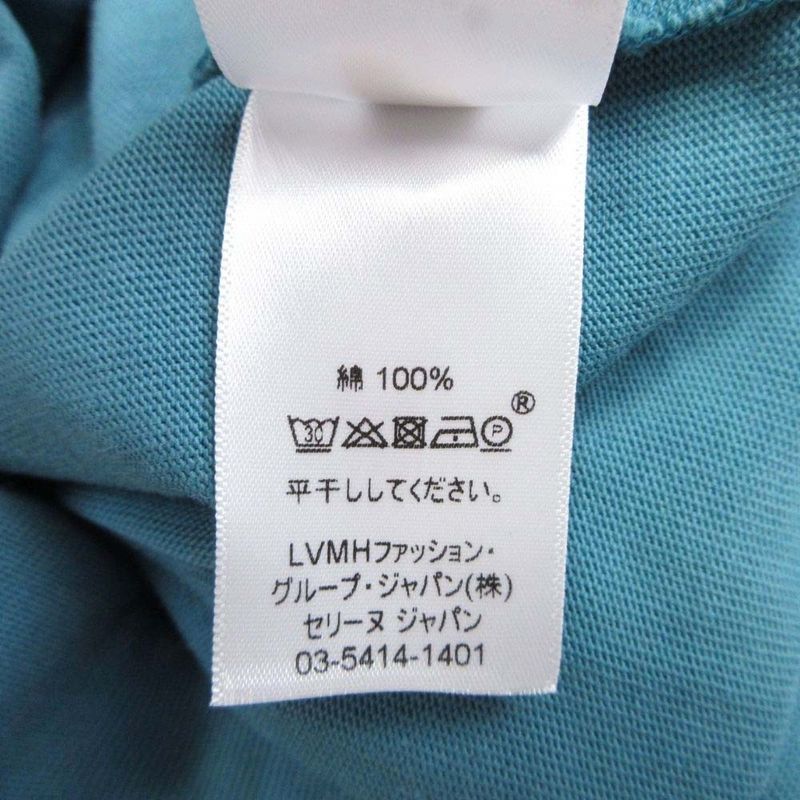 綿 100%
30 P ®
平干ししてください。
LVMHファッション・
グループ・ジャパン(株)
セリーヌ ジャパン
03-5414-1401